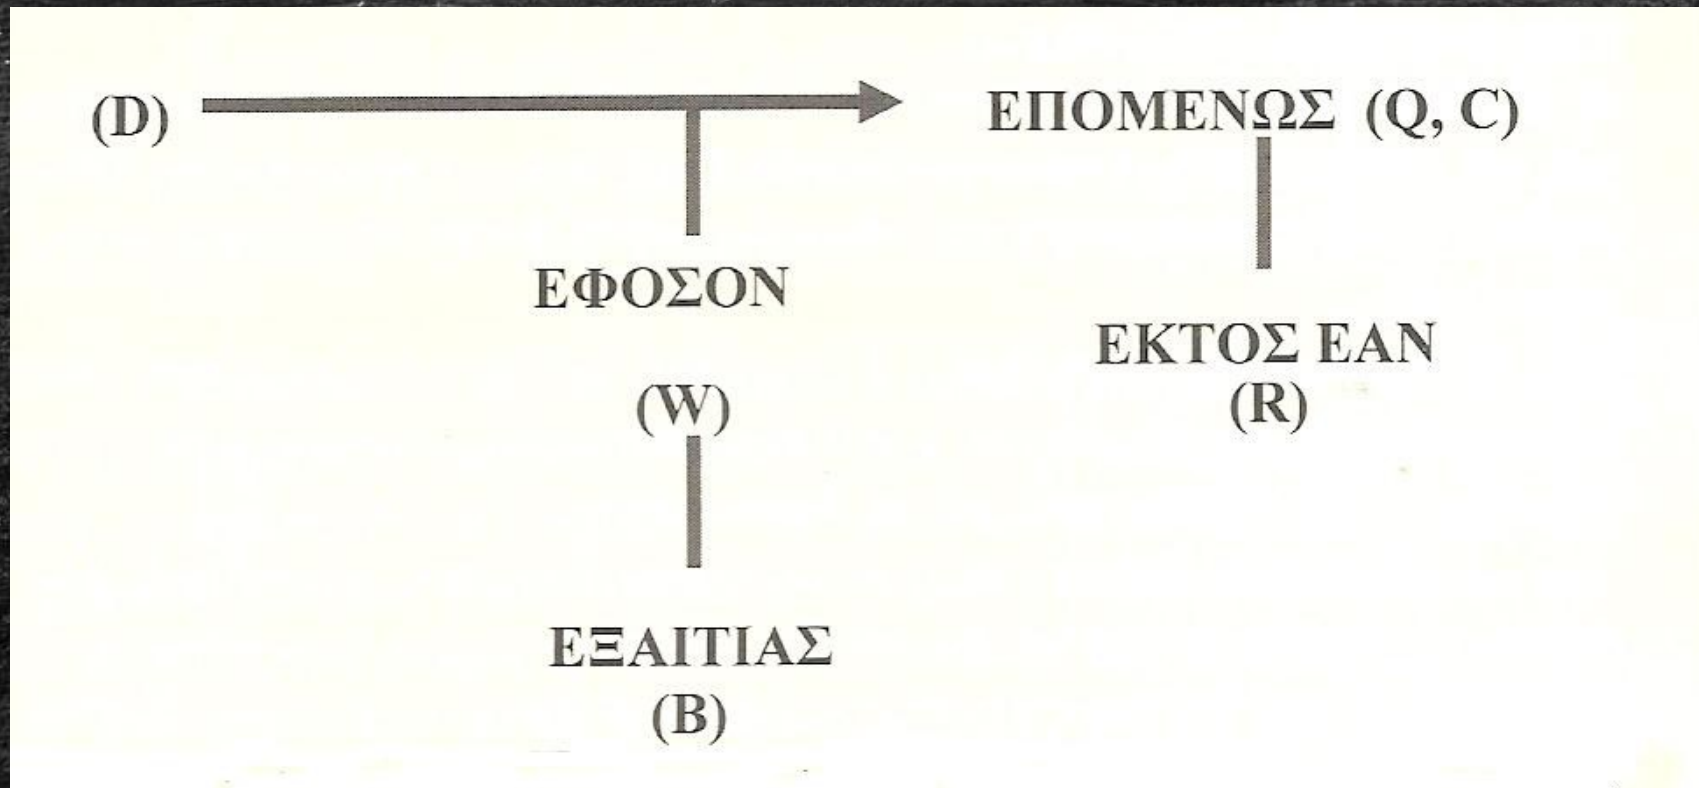 (D) ΕΠΟΜΕΝΩΣ (Q, C)
ΕΦΟΣΟΝ
ΕΚΤΟΣ ΕΑΝ
(W)
(R)
ΕΞΑΙΤΙΑΣ
(B)